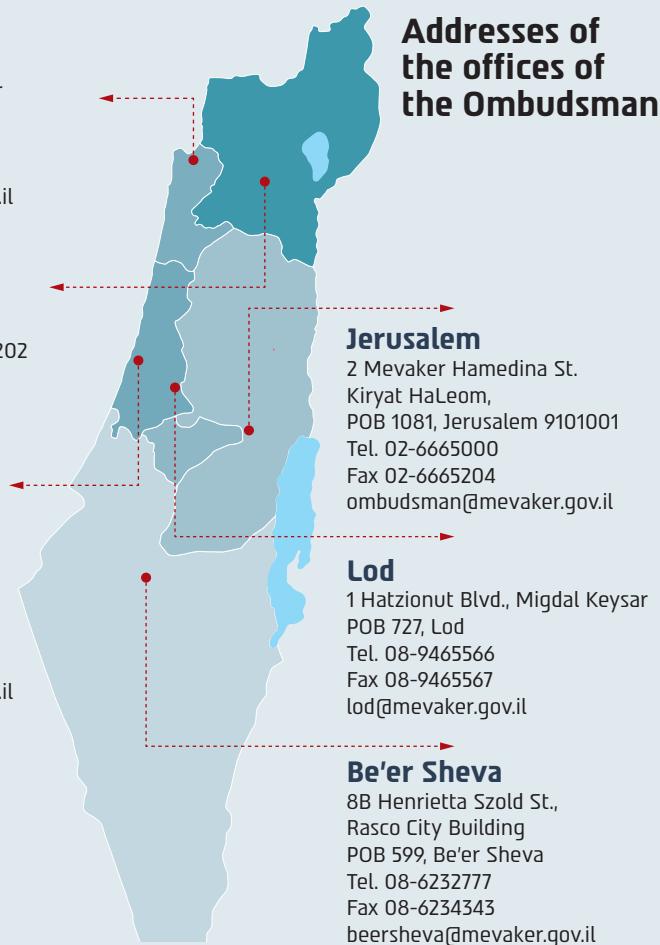 Addresses of
the offices of
the Ombudsman
il
202
il
Jerusalem
2 Mevaker Hamedina St.
Kiryat HaLeom,
POB 1081, Jerusalem 9101001
Tel. 02-6665000
Fax 02-6665204
ombudsman@mevaker.gov.il
Lod
1 Hatzionut Blvd., Migdal Keysar
POB 727, Lod
Tel. 08-9465566
Fax 08-9465567
lod@mevaker.gov.il
Be'er Sheva
8B Henrietta Szold St.,
Rasco City Building
POB 599, Be'er Sheva
Tel. 08-6232777
Fax 08-6234343
beersheva@mevaker.gov.il